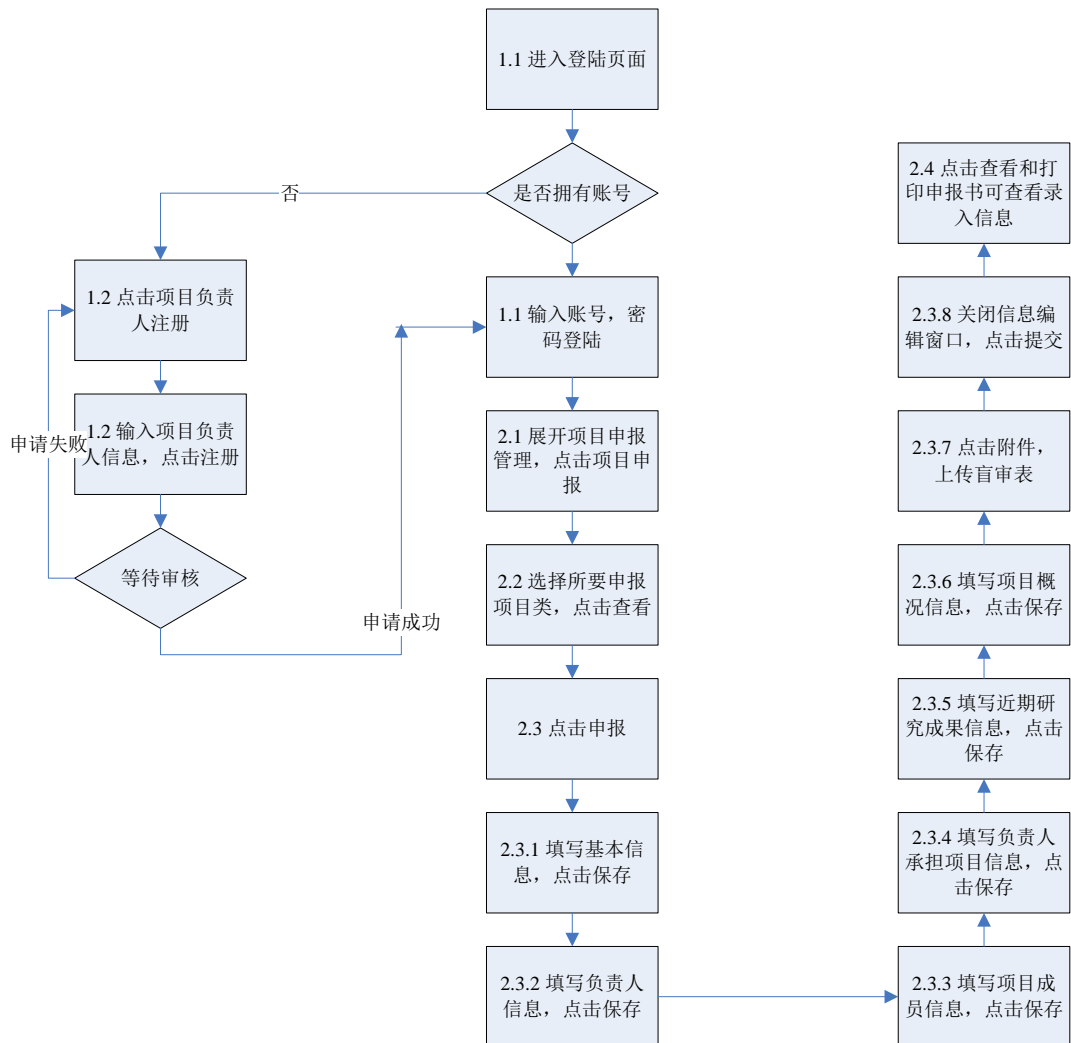 1.1 进入登陆页面
是否拥有账号
否
1.2 点击项目负责
人注册
1.2 输入项目负责
人信息，点击注册
申请失败
等待审核
申请成功
1.1 输入账号，密
码登陆
2.1 展开项目申报
管理，点击项目申
报
2.2 选择所要申报
项目类，点击查看
2.3 点击申报
2.3.1 填写基本信
息，点击保存
2.3.2 填写负责人
信息，点击保存
2.3.3 填写项目成
员信息，点击保存
2.3.4 填写负责人
承担项目信息，点
击保存
2.3.5 填写近期研
究成果信息，点击
保存
2.3.6 填写项目概
况信息，点击保存
2.3.7 点击附件，
上传盲审表
2.3.8 关闭信息编
辑窗口，点击提交
2.4 点击查看和打
印申报书可查看录
入信息